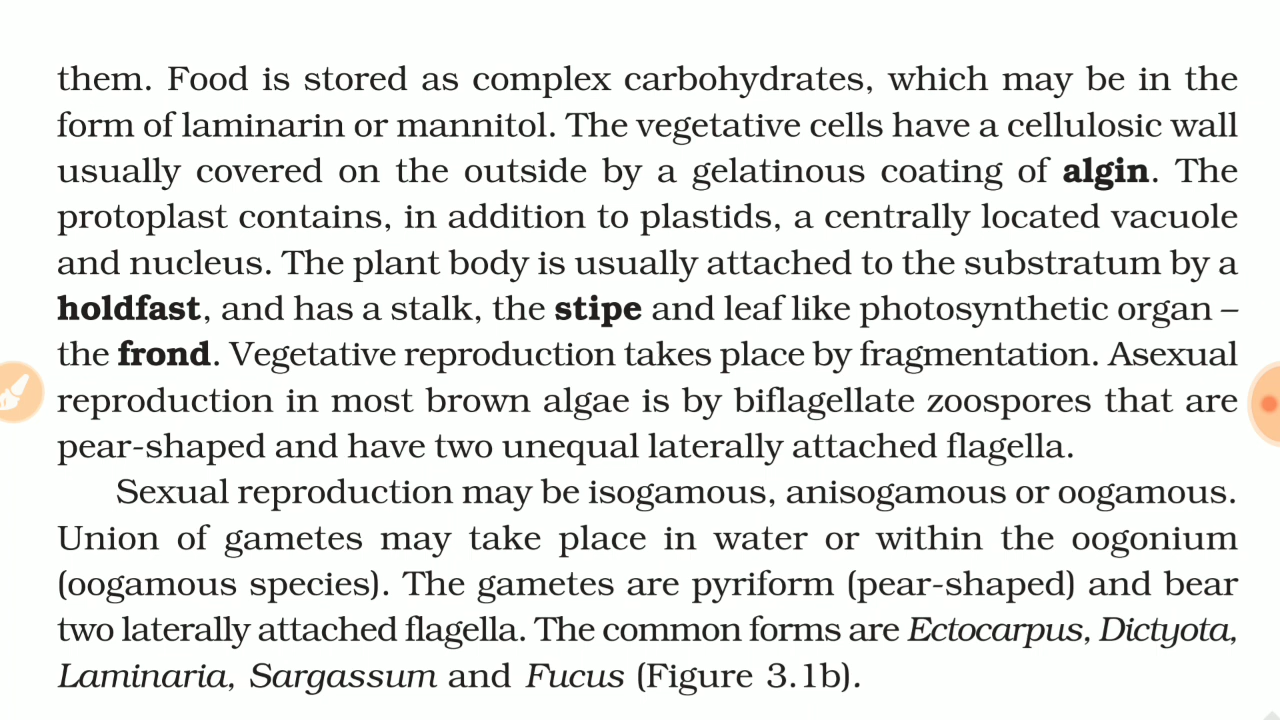 them. Food is stored as complex carbohydrates, which may be in the
form of laminarin or mannitol. The vegetative cells have a cellulosic wall
usually covered on the outside by a gelatinous coating of algin. The
protoplast contains, in addition to plastids, a centrally located vacuole
and nucleus. The plant body is usually attached to the substratum by a
holdfast, and has a stalk, the stipe and leaf like photosynthetic organ –
the frond. Vegetative reproduction takes place by fragmentation. Asexual
reproduction in most brown algae is by biflagellate zoospores that are
pear-shaped and have two unequal laterally attached flagella.
Sexual reproduction may be isogamous, anisogamous or oogamous.
Union of gametes may take place in water or within the oogonium
(oogamous species). The gametes are pyriform (pear-shaped) and bear
two laterally attached flagella. The common forms are Ectocarpus, Dictyota,
Laminaria, Sargassum and Fucus (Figure 3.1b).